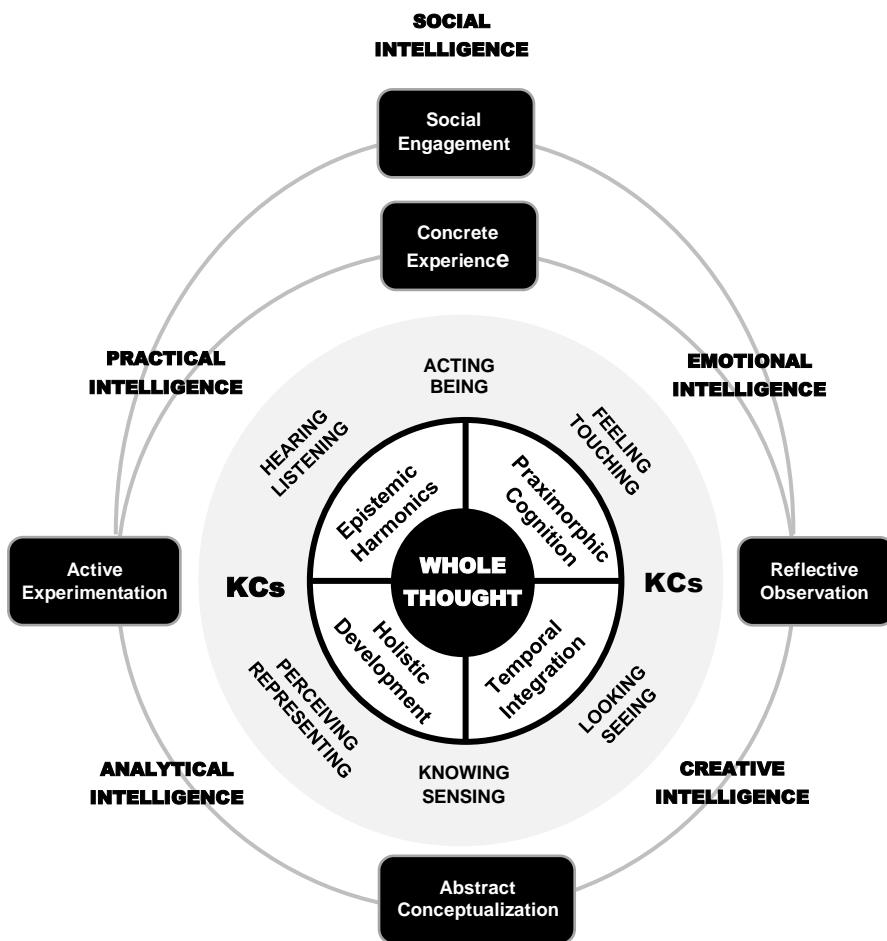 SOCIAL
INTELLIGENCE
Social
Engagement
Concrete
Experience
PRACTICAL
INTELLIGENCE
EMOTIONAL
INTELLIGENCE
ACTING
BEING
HEARING
LISTENING
FEELING
TOUCHING
Epistemic
Harmonics
Praximorphic
Cognition
KCs
WHOLE
THOUGHT
KCs
Active
Experimentation
Reflective
Observation
Holistic
Development
Temporal
Integration
PERCEIVING
REPRESENTING
LOOKING
SEEING
KNOWING
SENSING
ANALYTICAL
INTELLIGENCE
CREATIVE
INTELLIGENCE
Abstract
Conceptualization